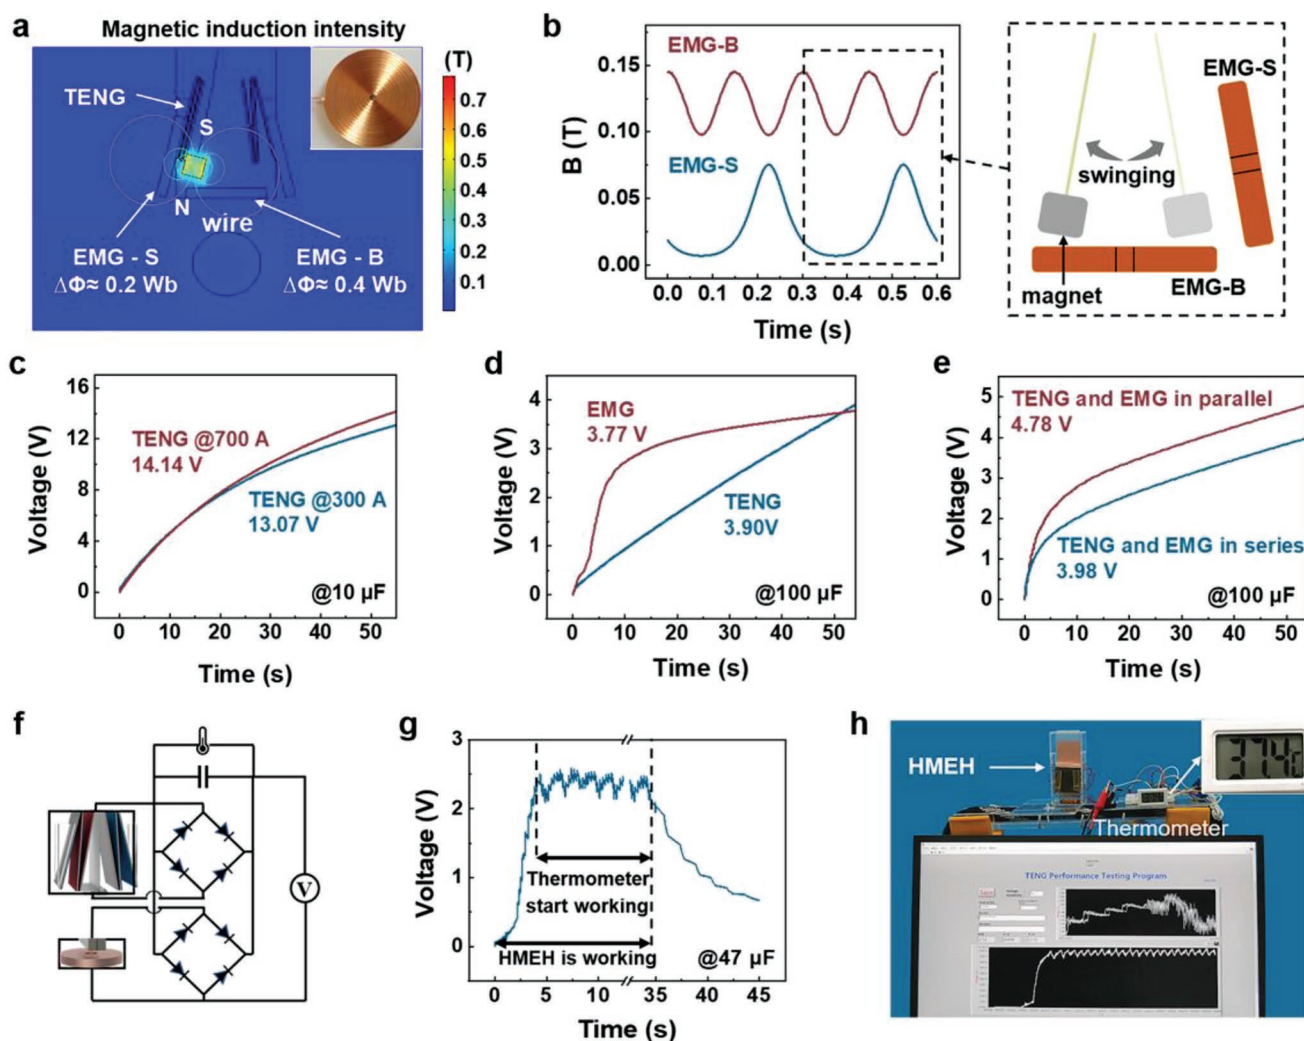 a
Magnetic induction intensity
(T)
TENG
S
N
wire
EMG - S
ΔΦ≈ 0.2 Wb
EMG - B
ΔΦ≈ 0.4 Wb
0.7
0.6
0.5
0.4
0.3
0.2
0.1
b
EMG-B
EMG-S
B (T)
0.15
0.10
0.05
0.00
0.0 0.1 0.2 0.3 0.4 0.5 0.6
Time (s)
EMG-S
swinging
magnet
EMG-B
c
Voltage (V)
16
12
8
4
0
TENG @700 A
14.14 V
TENG @300 A
13.07 V
@10 μF
0 10 20 30 40 50
Time (s)
d
Voltage (V)
4
3
2
1
0
EMG
3.77 V
TENG
3.90V
@100 μF
0 10 20 30 40 50
Time (s)
e
Voltage (V)
5
4
3
2
1
0
TENG and EMG in parallel
4.78 V
TENG and EMG in series
3.98 V
@100 μF
0 10 20 30 40 50
Time (s)
f
V
g
Voltage (V)
3
2
1
0
Thermometer
start working
HMEH is working
@47 μF
0 5 10 35 40 45
Time (s)
h
HMEH
37.4
Thermometer
TENG Performance Testing Program